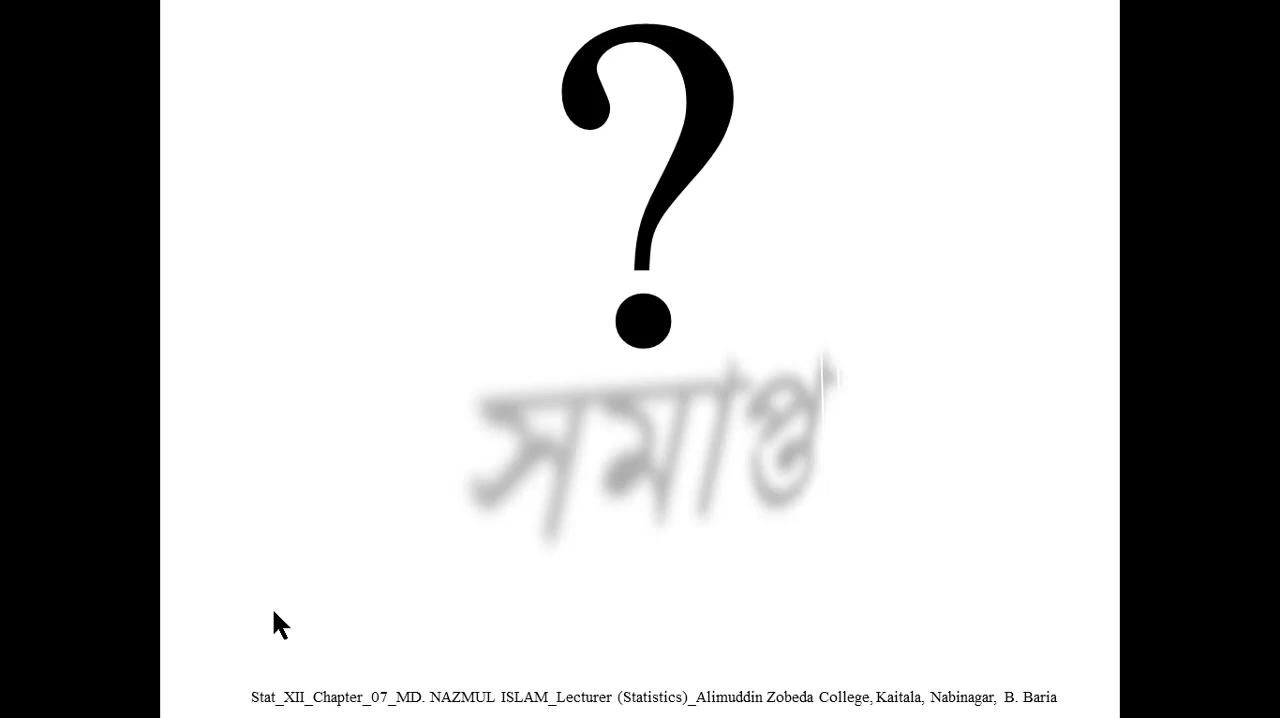 ?
সমাপ্ত
Stat_XII_Chapter_07_MD. NAZMUL ISLAM_Lecturer (Statistics)_Alimuddin Zobeda College, Kaitala, Nabinagar, B. Baria